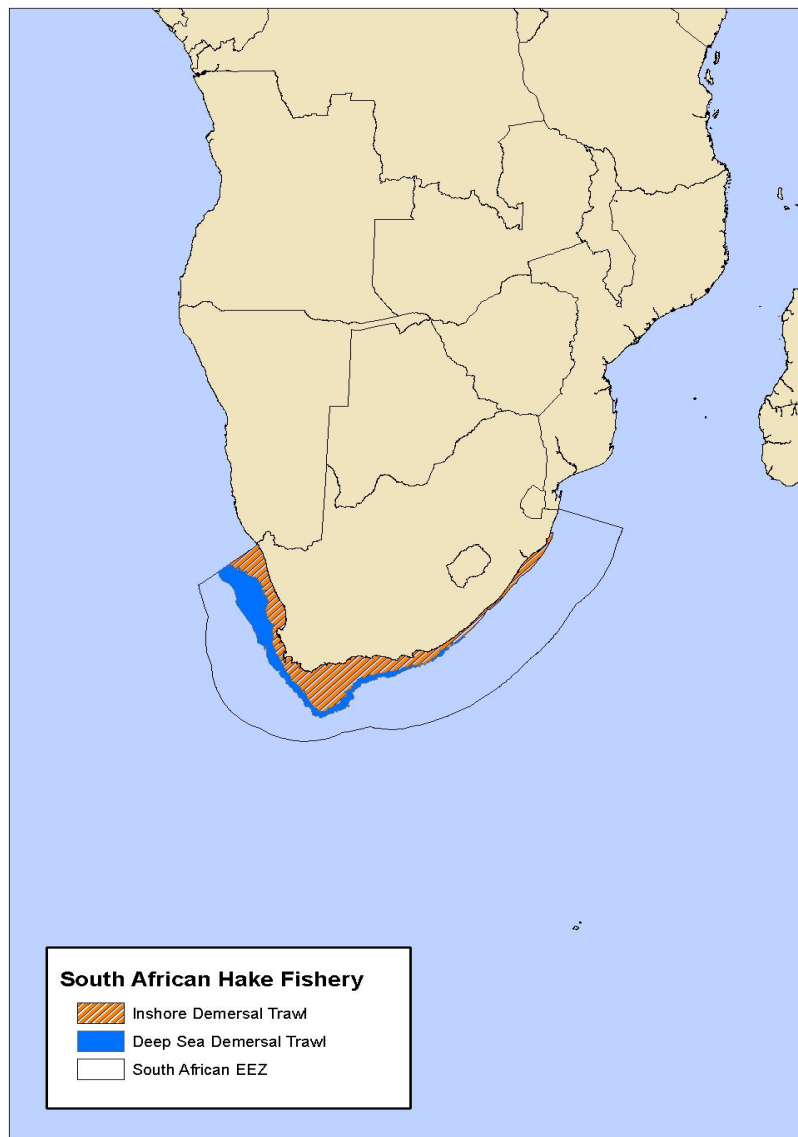 South African Hake Fishery
Inshore Demersal Trawl
Deep Sea Demersal Trawl
South African EEZ